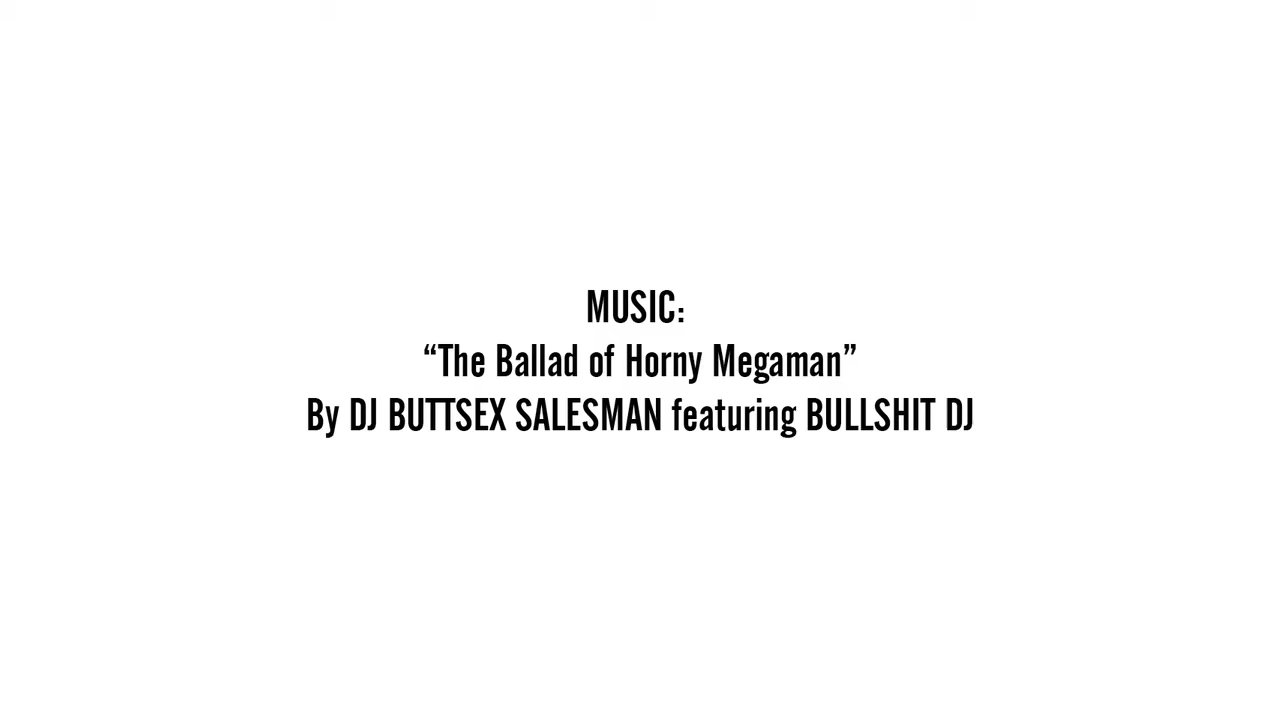 MUSIC:
“The Ballad of Horny Megaman”
By DJ BUTTSEX SALESMAN featuring BULLSHIT DJ